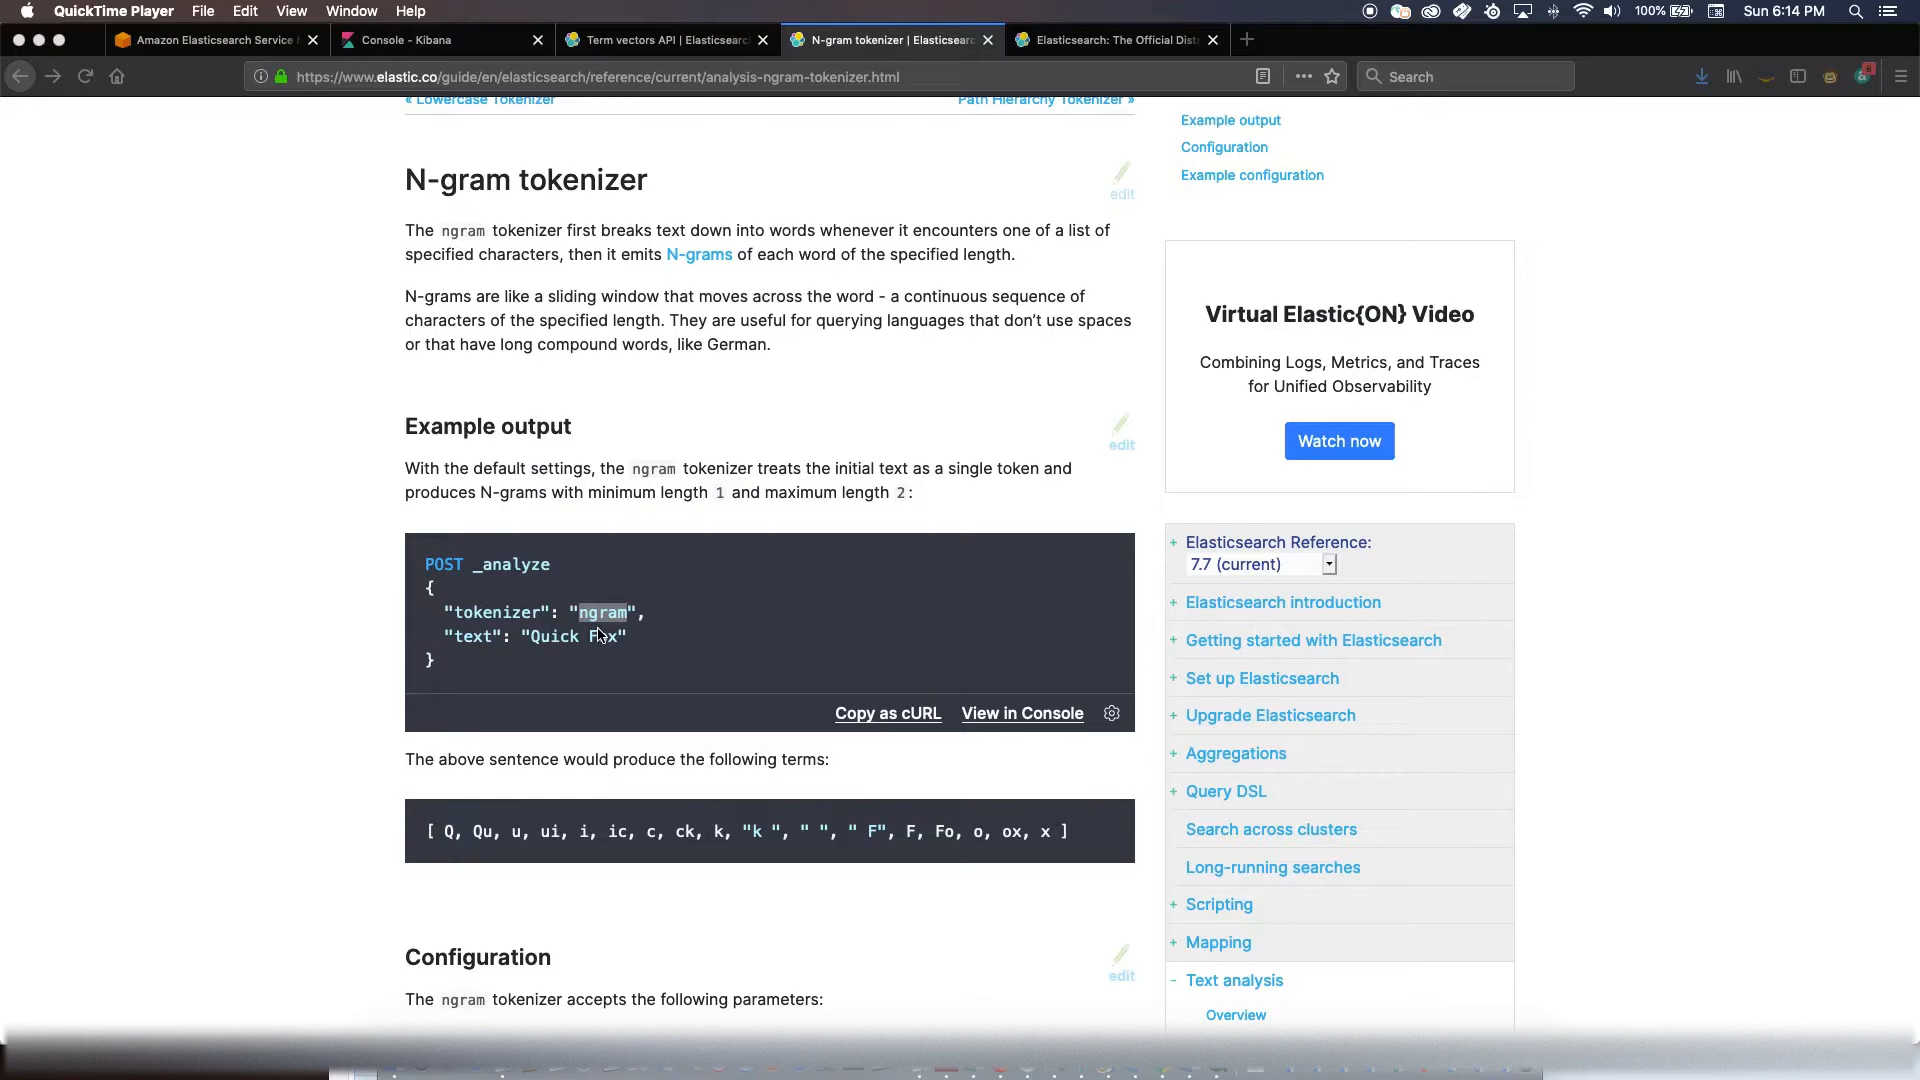 QuickTime Player File Edit View Window Help 100% Sun 6:14 PM
Amazon Elasticsearch Service Console - Kibana Term vectors API | Elasticsearch N-gram tokenizer | Elasticsearc Elasticsearch: The Official Dist
https://www.elastic.co/guide/en/elasticsearch/reference/current/analysis-ngram-tokenizer.html Search 8
« Lowercase Tokenizer Path Hierarchy Tokenizer »
N-gram tokenizer
edit
The ngram tokenizer first breaks text down into words whenever it encounters one of a list of
specified characters, then it emits N-grams of each word of the specified length.
N-grams are like a sliding window that moves across the word - a continuous sequence of
characters of the specified length. They are useful for querying languages that don't use spaces
or that have long compound words, like German.
Example output
edit
With the default settings, the ngram tokenizer treats the initial text as a single token and
produces N-grams with minimum length 1 and maximum length 2:
POST _analyze
{
"tokenizer": "ngram",
"text": "Quick Fox"
}
Copy as cURL View in Console
The above sentence would produce the following terms:
[ Q, Qu, u, ui, i, ic, c, ck, k, "k ", " ", " F", F, Fo, o, ox, x ]
Configuration
edit
The ngram tokenizer accepts the following parameters:
Example output
Configuration
Example configuration
Virtual Elastic{ON} Video
Combining Logs, Metrics, and Traces
for Unified Observability
Watch now
+ Elasticsearch Reference:
7.7 (current)
+ Elasticsearch introduction
+ Getting started with Elasticsearch
+ Set up Elasticsearch
+ Upgrade Elasticsearch
+ Aggregations
+ Query DSL
Search across clusters
Long-running searches
+ Scripting
+ Mapping
- Text analysis
Overview